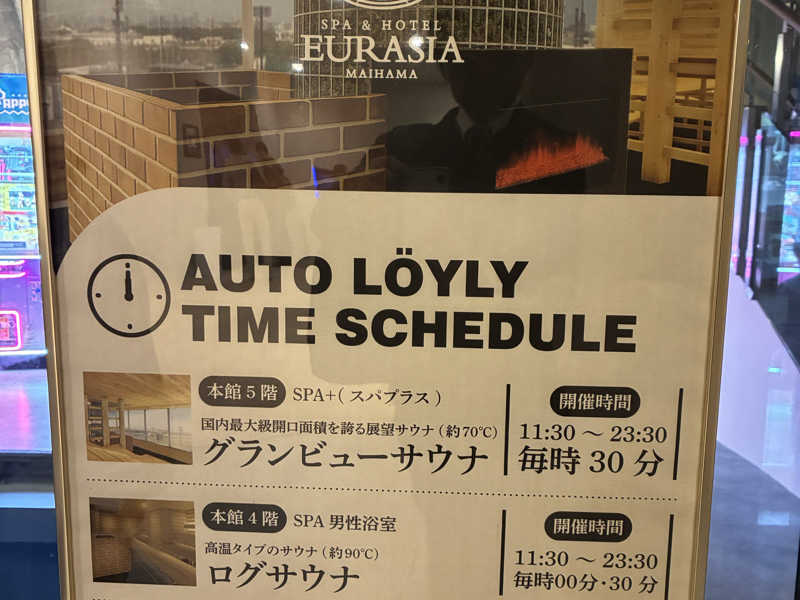 SPA & HOTEL
EURASIA
MAIHAMA
AUTO LÖYLY
TIME SCHEDULE
本館5階 SPA+(スパプラス)
国内最大級開口面積を誇る展望サウナ(約70℃)
グランビューサウナ
開催時間
11:30 ～ 23:30
毎時30分
本館4階 SPA 男性浴室
高温タイプのサウナ(約90℃)
ログサウナ
開催時間
11:30 ～ 23:30
毎時00分・30分